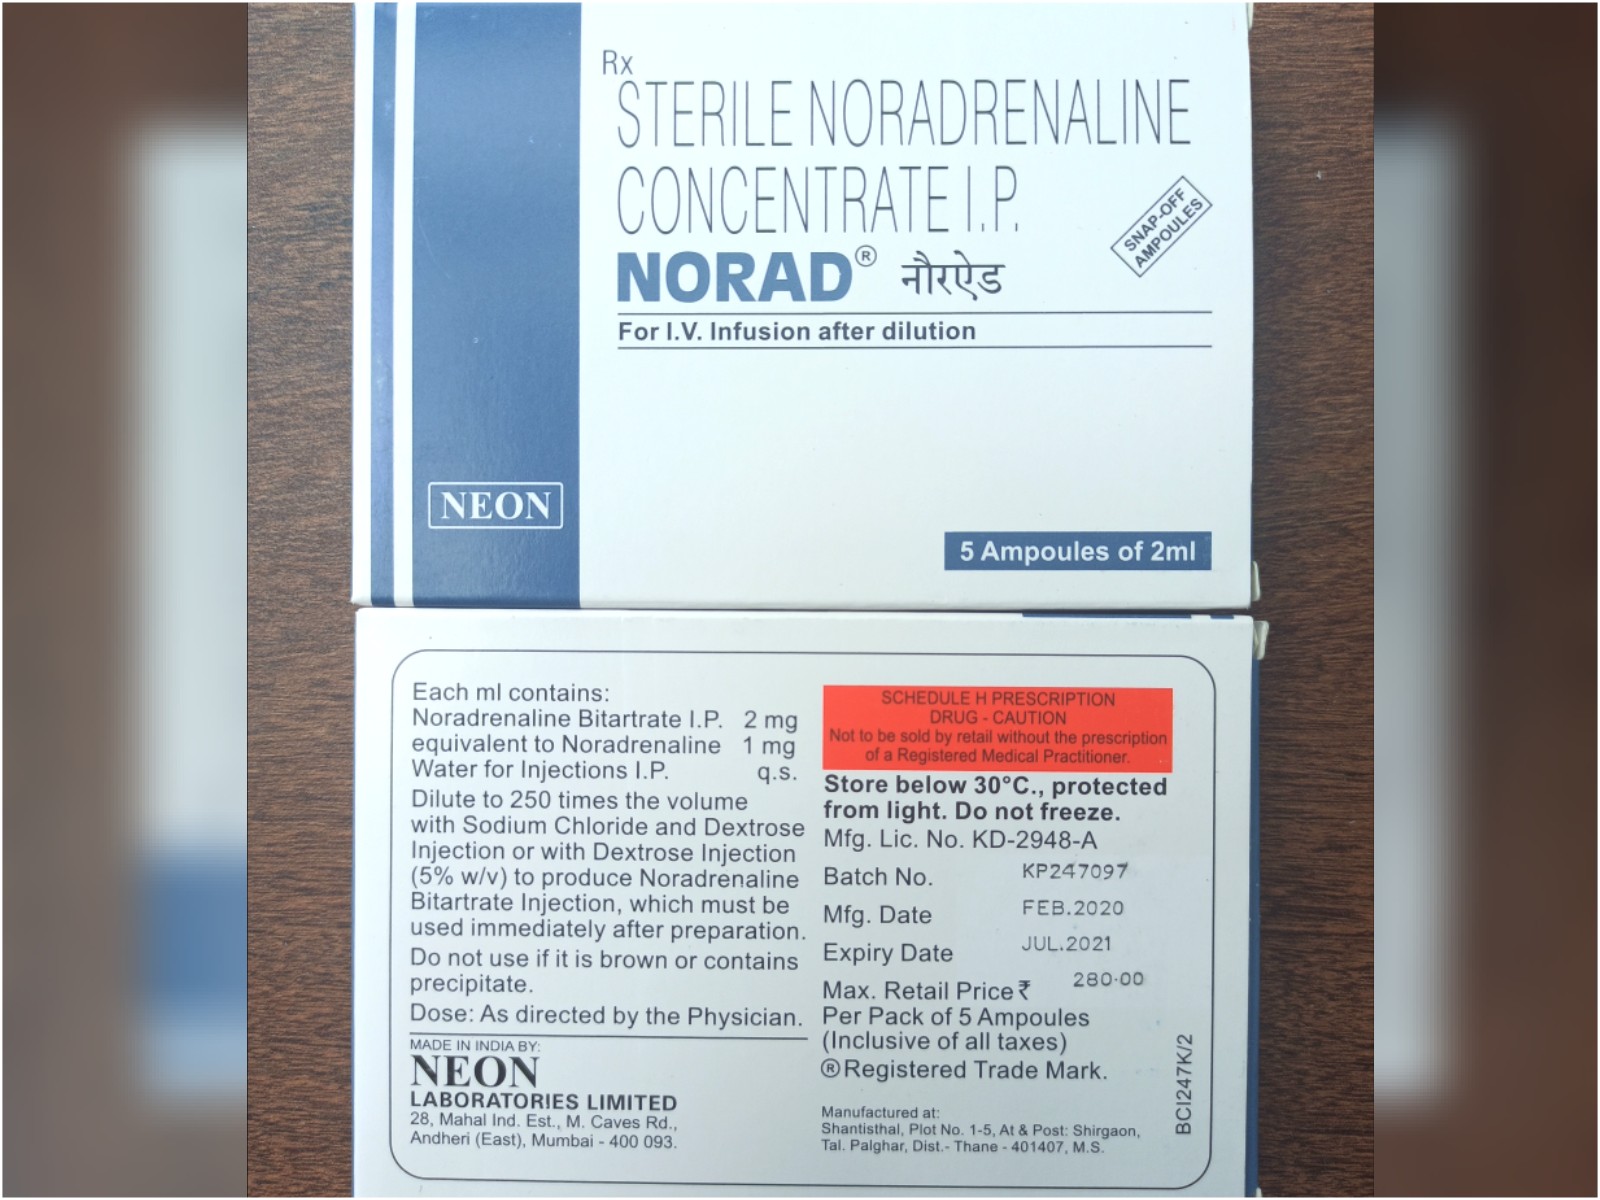 Rx
STERILE NORADRENALINE
CONCENTRATE I.P.
NORAD® नौरऐड
SNAP-OFF
AMPOULES
For I.V. Infusion after dilution
NEON
5 Ampoules of 2ml
Each ml contains:
Noradrenaline Bitartrate I.P. 2 mg
equivalent to Noradrenaline 1 mg
Water for Injections I.P. q.s.
Dilute to 250 times the volume
with Sodium Chloride and Dextrose
Injection or with Dextrose Injection
(5% w/v) to produce Noradrenaline
Bitartrate Injection, which must be
used immediately after preparation.
Do not use if it is brown or contains
precipitate.
Dose: As directed by the Physician.
MADE IN INDIA BY:
NEON
LABORATORIES LIMITED
28, Mahal Ind. Est., M. Caves Rd.,
Andheri (East), Mumbai - 400 093.
SCHEDULE H PRESCRIPTION
DRUG - CAUTION
Not to be sold by retail without the prescription
of a Registered Medical Practitioner.
Store below 30°C., protected
from light. Do not freeze.
Mfg. Lic. No. KD-2948-A
Batch No. KP247097
Mfg. Date FEB.2020
Expiry Date JUL.2021
Max. Retail Price ₹ 280·00
Per Pack of 5 Ampoules
(Inclusive of all taxes)
® Registered Trade Mark.
Manufactured at:
Shantisthal, Plot No. 1-5, At & Post: Shirgaon,
Tal. Palghar, Dist.- Thane - 401407, M.S.
BCI247K/2